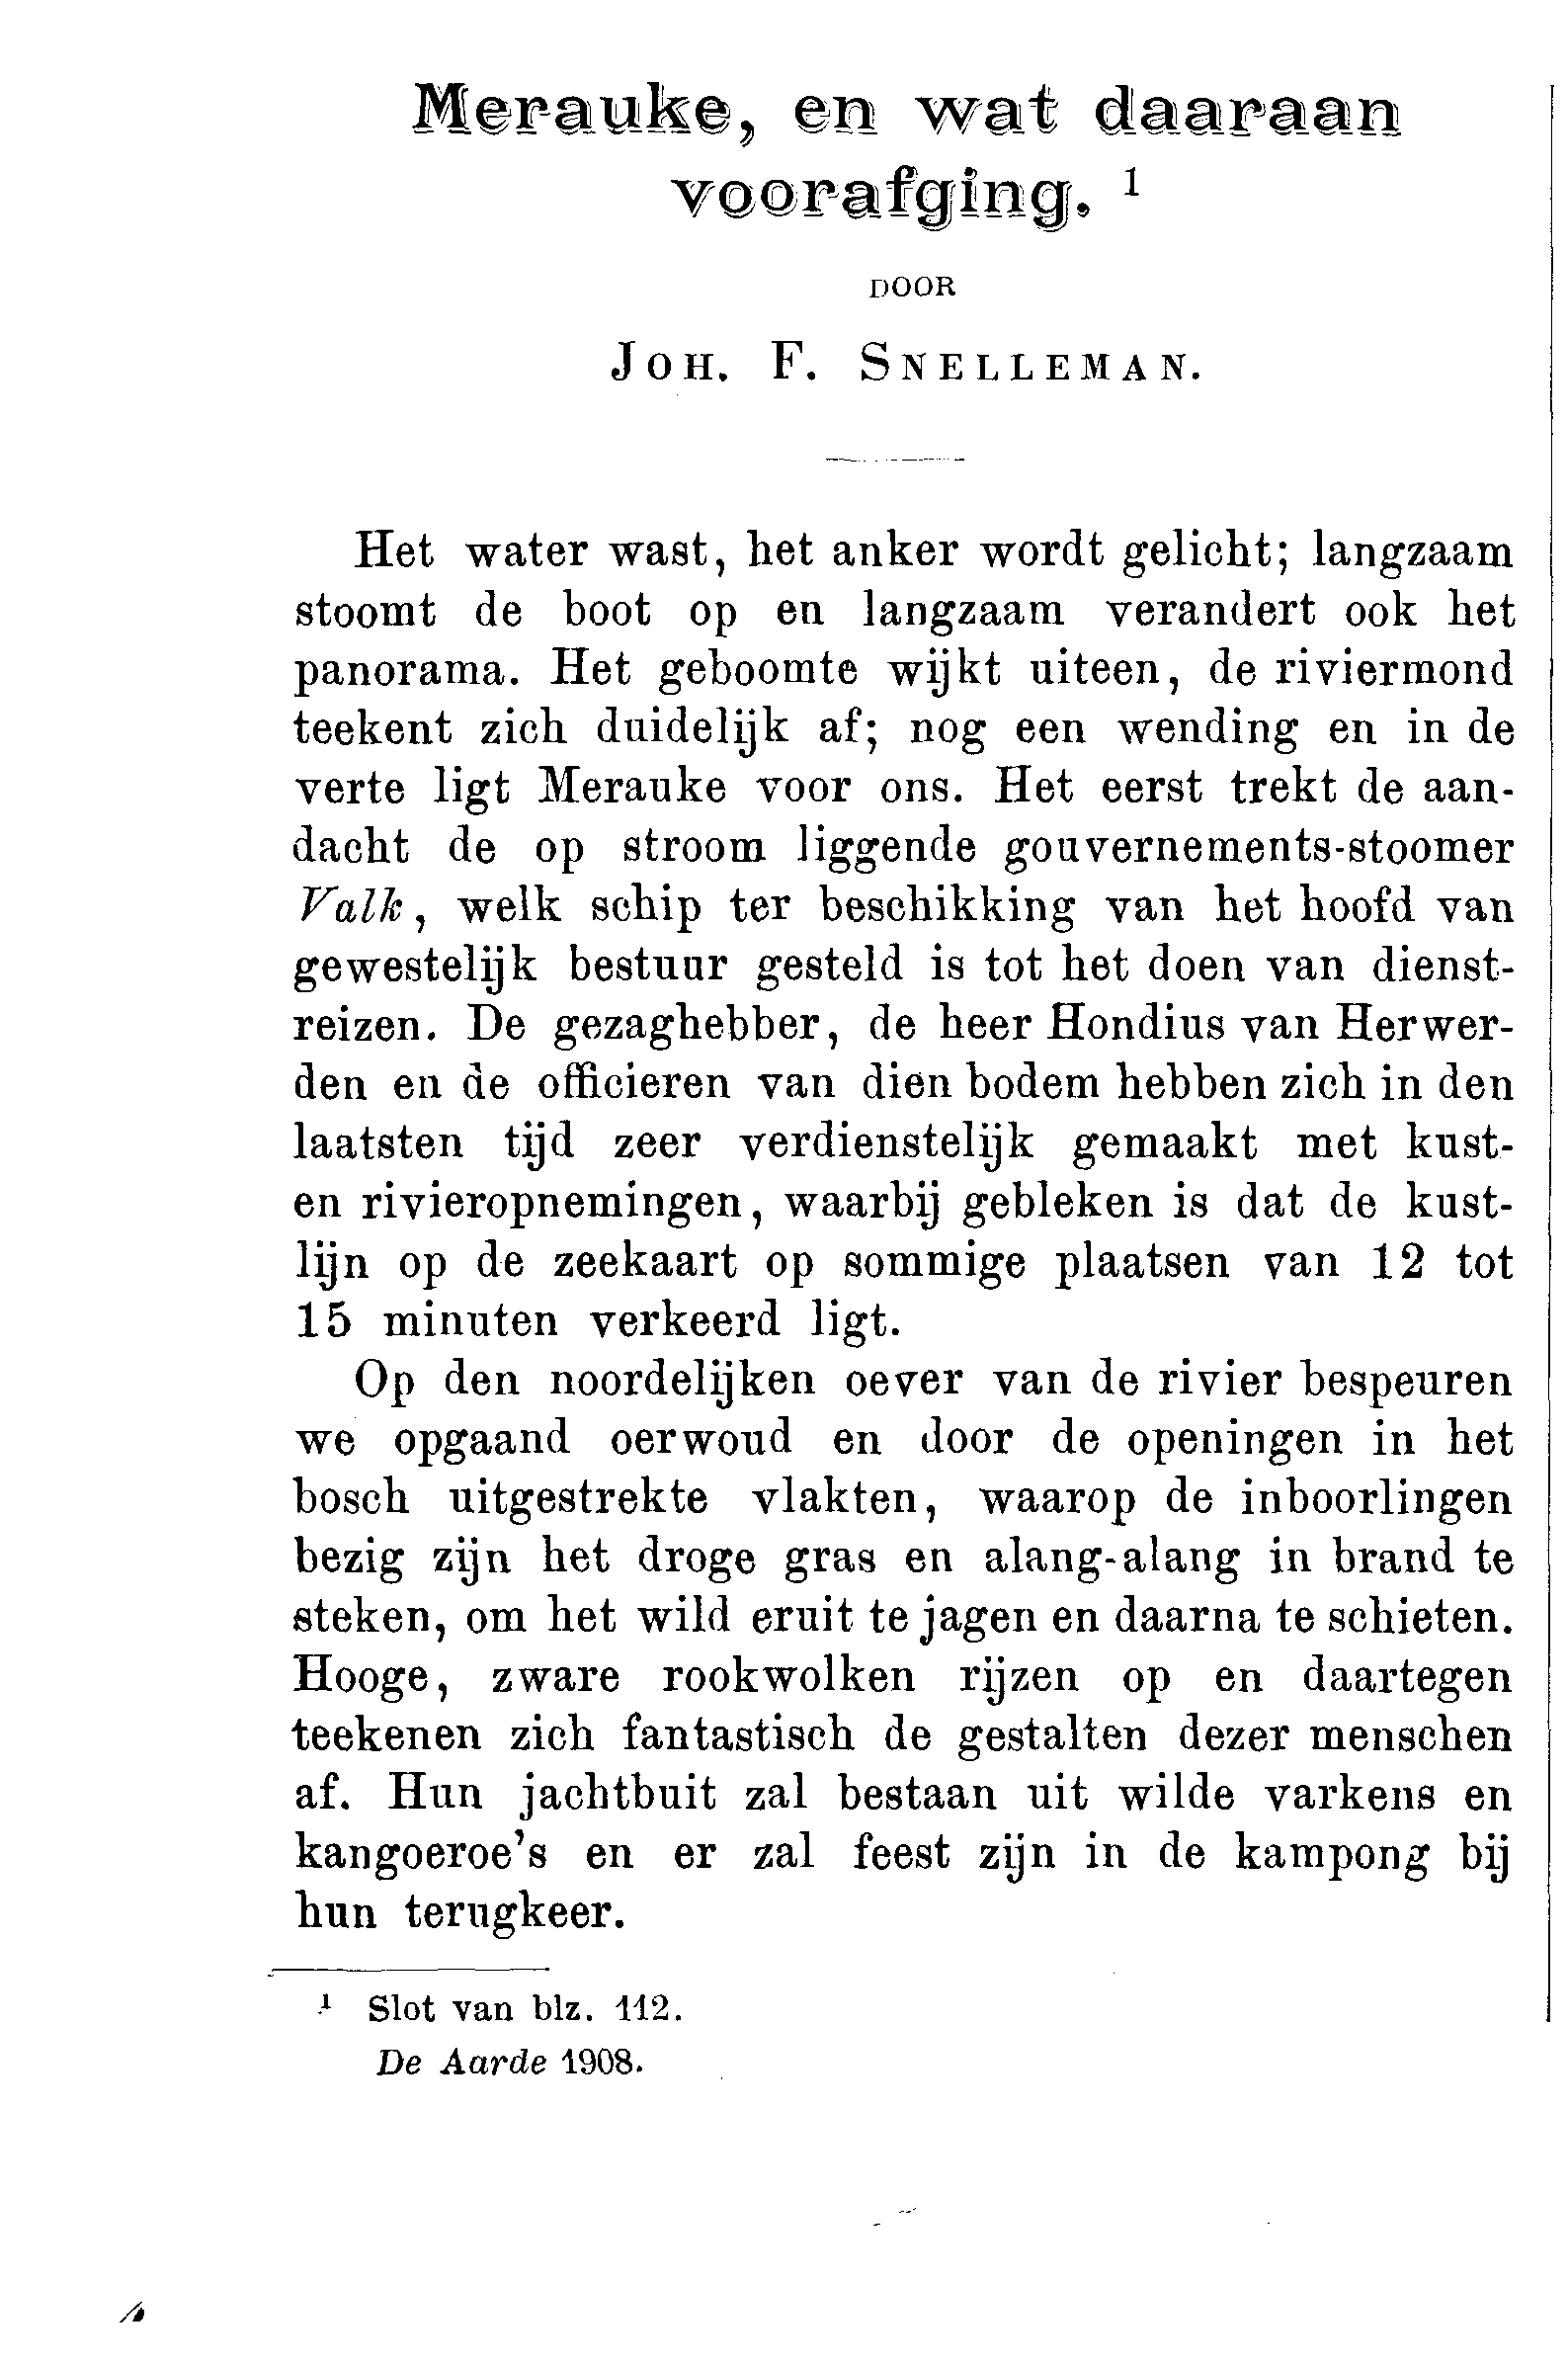 Merauke, en wat daaraan
voorafging. 1
DOOR
JOH. F. SNELLEMAN.
Het water wast, het anker wordt gelicht; langzaam
stoomt de boot op en langzaam verandert ook het
panorama. Het geboomte wijkt uiteen, de riviermond
teekent zich duidelijk af; nog een wending en in de
verte ligt Merauke voor ons. Het eerst trekt de aan-
dacht de op stroom liggende gouvernements-stoomer
Valk, welk schip ter beschikking van het hoofd van
gewestelijk bestuur gesteld is tot het doen van dienst-
reizen. De gezaghebber, de heer Hondius van Herwer-
den en de officieren van dien bodem hebben zich in den
laatsten tijd zeer verdienstelijk gemaakt met kust-
en rivieropnemingen, waarbij gebleken is dat de kust-
lijn op de zeekaart op sommige plaatsen van 12 tot
15 minuten verkeerd ligt.
Op den noordelijken oever van de rivier bespeuren
we opgaand oerwoud en door de openingen in het
bosch uitgestrekte vlakten, waarop de inboorlingen
bezig zijn het droge gras en alang-alang in brand te
steken, om het wild eruit te jagen en daarna te schieten.
Hooge, zware rookwolken rijzen op en daartegen
teekenen zich fantastisch de gestalten dezer menschen
af. Hun jachtbuit zal bestaan uit wilde varkens en
kangoeroe's en er zal feest zijn in de kampong bij
hun terugkeer.
1 Slot van blz. 112.
De Aarde 1908.